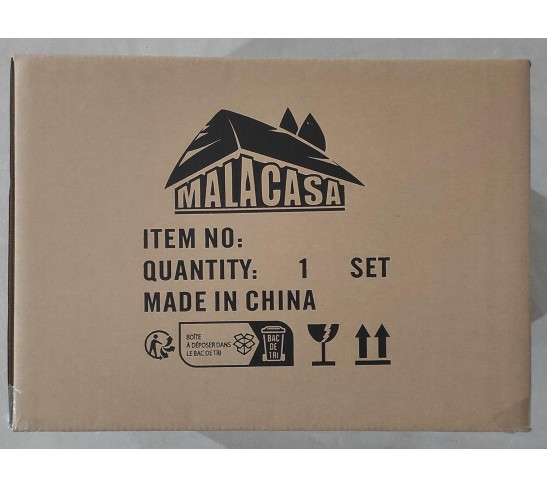 MALACASA
ITEM NO:
QUANTITY: 1 SET
MADE IN CHINA
BOÎTE
À DÉPOSER DANS
LE BAC DE TRI
BAC
DE
TRI